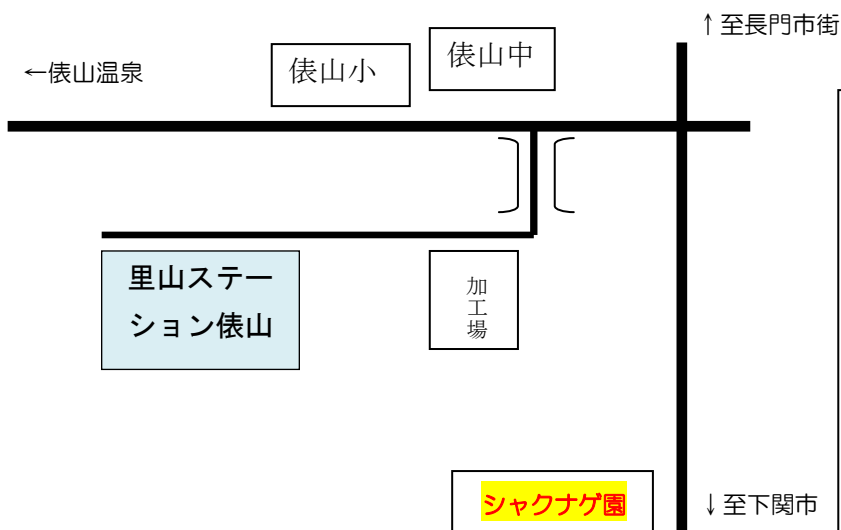 ↑至長門市街
←俵山温泉
俵山小
俵山中
里山ステー
ション俵山
加工場
シャクナゲ園
↓至下関市